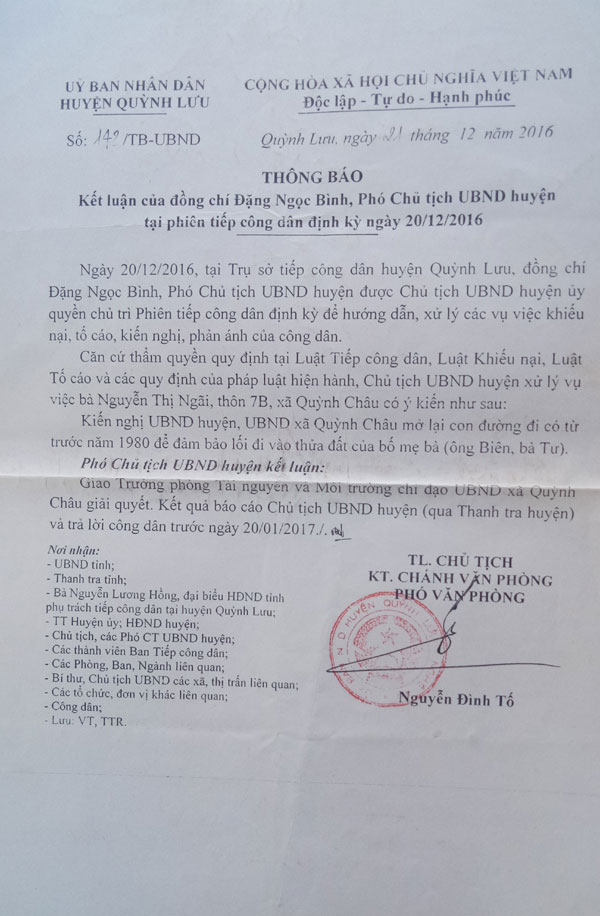 UỶ BAN NHÂN DÂN
HUYỆN QUỲNH LƯU
CỘNG HÒA XÃ HỘI CHỦ NGHĨA VIỆT NAM
Độc lập - Tự do - Hạnh phúc
Số: /TB-UBND
Quỳnh Lưu, ngày 21 tháng 12 năm 2016
THÔNG BÁO
Kết luận của đồng chí Đặng Ngọc Bình, Phó Chủ tịch UBND huyện
tại phiên tiếp công dân định kỳ ngày 20/12/2016
Ngày 20/12/2016, tại Trụ sở tiếp công dân huyện Quỳnh Lưu, đồng chí
Đặng Ngọc Bình, Phó Chủ tịch UBND huyện được Chủ tịch UBND huyện ủy
quyền chủ trì Phiên tiếp công dân định kỳ để hướng dẫn, xử lý các vụ việc khiếu
nại, tố cáo, kiến nghị, phản ánh của công dân.
Căn cứ thẩm quyền quy định tại Luật Tiếp công dân, Luật Khiếu nại, Luật
Tố cáo và các quy định của pháp luật hiện hành, Chủ tịch UBND huyện xử lý vụ
việc bà Nguyễn Thị Ngãi, thôn 7B, xã Quỳnh Châu có ý kiến như sau:
Kiến nghị UBND huyện, UBND xã Quỳnh Châu mở lại con đường đi có từ
trước năm 1980 để đảm bảo lối đi vào thửa đất của bố mẹ bà (ông Biên, bà Tư).
Phó Chủ tịch UBND huyện kết luận:
Giao Trưởng phòng Tài nguyên và Môi trường chỉ đạo UBND xã Quỳnh
Châu giải quyết. Kết quả báo cáo Chủ tịch UBND huyện (qua Thanh tra huyện)
và trả lời công dân trước ngày 20/01/2017./.
Nơi nhận:
- UBND tỉnh;
- Thanh tra tỉnh;
- Bà Nguyễn Lương Hồng, đại biểu HĐND tỉnh
phụ trách tiếp công dân tại huyện Quỳnh Lưu;
- TT Huyện ủy; HĐND huyện;
- Chủ tịch, các Phó CT UBND huyện;
- Các thành viên Ban Tiếp công dân;
- Các Phòng, Ban, Ngành liên quan;
- Bí thư, Chủ tịch UBND các xã, thị trấn liên quan;
- Các tổ chức, đơn vị khác liên quan;
- Công dân;
- Lưu: VT, TTR.
TL. CHỦ TỊCH
KT. CHÁNH VĂN PHÒNG
PHÓ VĂN PHÒNG
Nguyễn Đình Tố